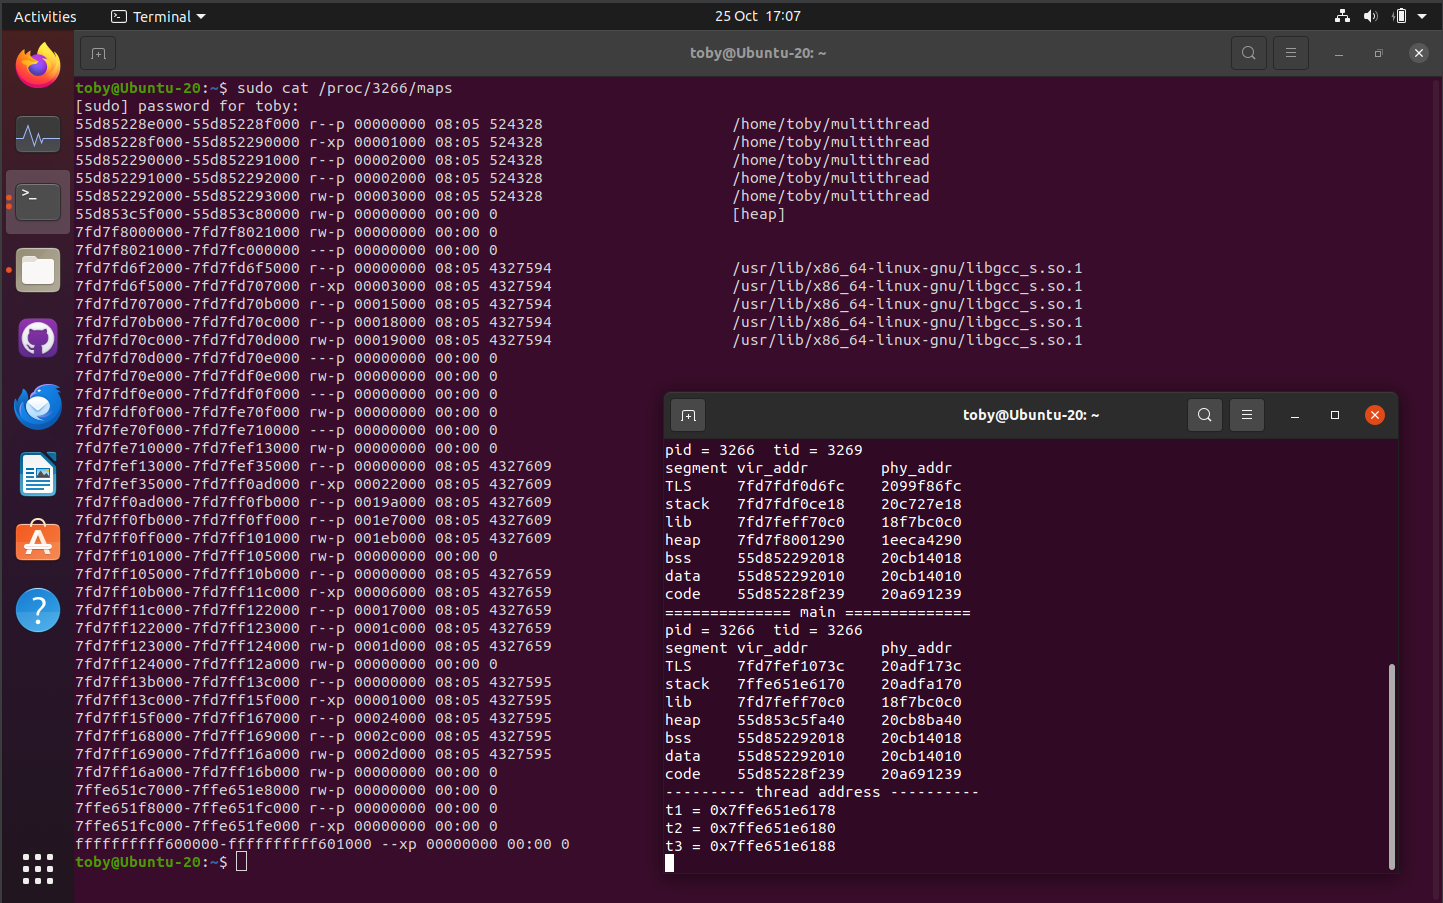 Activities
Terminal
25 Oct 17:07
toby@Ubuntu-20: ~
toby@Ubuntu-20:~$ sudo cat /proc/3266/maps
[sudo] password for toby:
55d85228e000-55d85228f000 r--p 00000000 08:05 524328 /home/toby/multithread
55d85228f000-55d852290000 r-xp 00001000 08:05 524328 /home/toby/multithread
55d852290000-55d852291000 r--p 00002000 08:05 524328 /home/toby/multithread
55d852291000-55d852292000 r--p 00002000 08:05 524328 /home/toby/multithread
55d852292000-55d852293000 rw-p 00003000 08:05 524328 /home/toby/multithread
55d853c5f000-55d853c80000 rw-p 00000000 00:00 0 [heap]
7fd7f8000000-7fd7f8021000 rw-p 00000000 00:00 0
7fd7f8021000-7fd7fc000000 ---p 00000000 00:00 0
7fd7fd6f2000-7fd7fd6f5000 r--p 00000000 08:05 4327594 /usr/lib/x86_64-linux-gnu/libgcc_s.so.1
7fd7fd6f5000-7fd7fd707000 r-xp 00003000 08:05 4327594 /usr/lib/x86_64-linux-gnu/libgcc_s.so.1
7fd7fd707000-7fd7fd70b000 r--p 00015000 08:05 4327594 /usr/lib/x86_64-linux-gnu/libgcc_s.so.1
7fd7fd70b000-7fd7fd70c000 r--p 00018000 08:05 4327594 /usr/lib/x86_64-linux-gnu/libgcc_s.so.1
7fd7fd70c000-7fd7fd70d000 rw-p 00019000 08:05 4327594 /usr/lib/x86_64-linux-gnu/libgcc_s.so.1
7fd7fd70d000-7fd7fd70e000 ---p 00000000 00:00 0
7fd7fd70e000-7fd7fdf0e000 rw-p 00000000 00:00 0
7fd7fdf0e000-7fd7fdf0f000 ---p 00000000 00:00 0
7fd7fdf0f000-7fd7fe70f000 rw-p 00000000 00:00 0
7fd7fe70f000-7fd7fe710000 ---p 00000000 00:00 0
7fd7fe710000-7fd7fef13000 rw-p 00000000 00:00 0
7fd7fef13000-7fd7fef35000 r--p 00000000 08:05 4327609
7fd7fef35000-7fd7ff0ad000 r-xp 00022000 08:05 4327609
7fd7ff0ad000-7fd7ff0fb000 r--p 0019a000 08:05 4327609
7fd7ff0fb000-7fd7ff0ff000 r--p 001e7000 08:05 4327609
7fd7ff0ff000-7fd7ff101000 rw-p 001eb000 08:05 4327609
7fd7ff101000-7fd7ff105000 rw-p 00000000 00:00 0
7fd7ff105000-7fd7ff10b000 r--p 00000000 08:05 4327659
7fd7ff10b000-7fd7ff11c000 r-xp 00006000 08:05 4327659
7fd7ff11c000-7fd7ff122000 r--p 00017000 08:05 4327659
7fd7ff122000-7fd7ff123000 r--p 0001c000 08:05 4327659
7fd7ff123000-7fd7ff124000 rw-p 0001d000 08:05 4327659
7fd7ff124000-7fd7ff12a000 rw-p 00000000 00:00 0
7fd7ff13b000-7fd7ff13c000 r--p 00000000 08:05 4327595
7fd7ff13c000-7fd7ff15f000 r-xp 00001000 08:05 4327595
7fd7ff15f000-7fd7ff167000 r--p 00024000 08:05 4327595
7fd7ff168000-7fd7ff169000 r--p 0002c000 08:05 4327595
7fd7ff169000-7fd7ff16a000 rw-p 0002d000 08:05 4327595
7fd7ff16a000-7fd7ff16b000 rw-p 00000000 00:00 0
7ffe651c7000-7ffe651e8000 rw-p 00000000 00:00 0
7ffe651f8000-7ffe651fc000 r--p 00000000 00:00 0
7ffe651fc000-7ffe651fe000 r-xp 00000000 00:00 0
ffffffffff600000-ffffffffff601000 --xp 00000000 00:00 0
toby@Ubuntu-20:~$
toby@Ubuntu-20: ~
pid = 3266 tid = 3269
segment vir_addr phy_addr
TLS 7fd7fdf0d6fc 2099f86fc
stack 7fd7fdf0ce18 20c727e18
lib 7fd7feff70c0 18f7bc0c0
heap 7fd7f8001290 1eeca4290
bss 55d852292018 20cb14018
data 55d852292010 20cb14010
code 55d85228f239 20a691239
============== main ==============
pid = 3266 tid = 3266
segment vir_addr phy_addr
TLS 7fd7fef1073c 20adf173c
stack 7ffe651e6170 20adfa170
lib 7fd7feff70c0 18f7bc0c0
heap 55d853c5fa40 20cb8ba40
bss 55d852292018 20cb14018
data 55d852292010 20cb14010
code 55d85228f239 20a691239
--------- thread address ----------
t1 = 0x7ffe651e6178
t2 = 0x7ffe651e6180
t3 = 0x7ffe651e6188